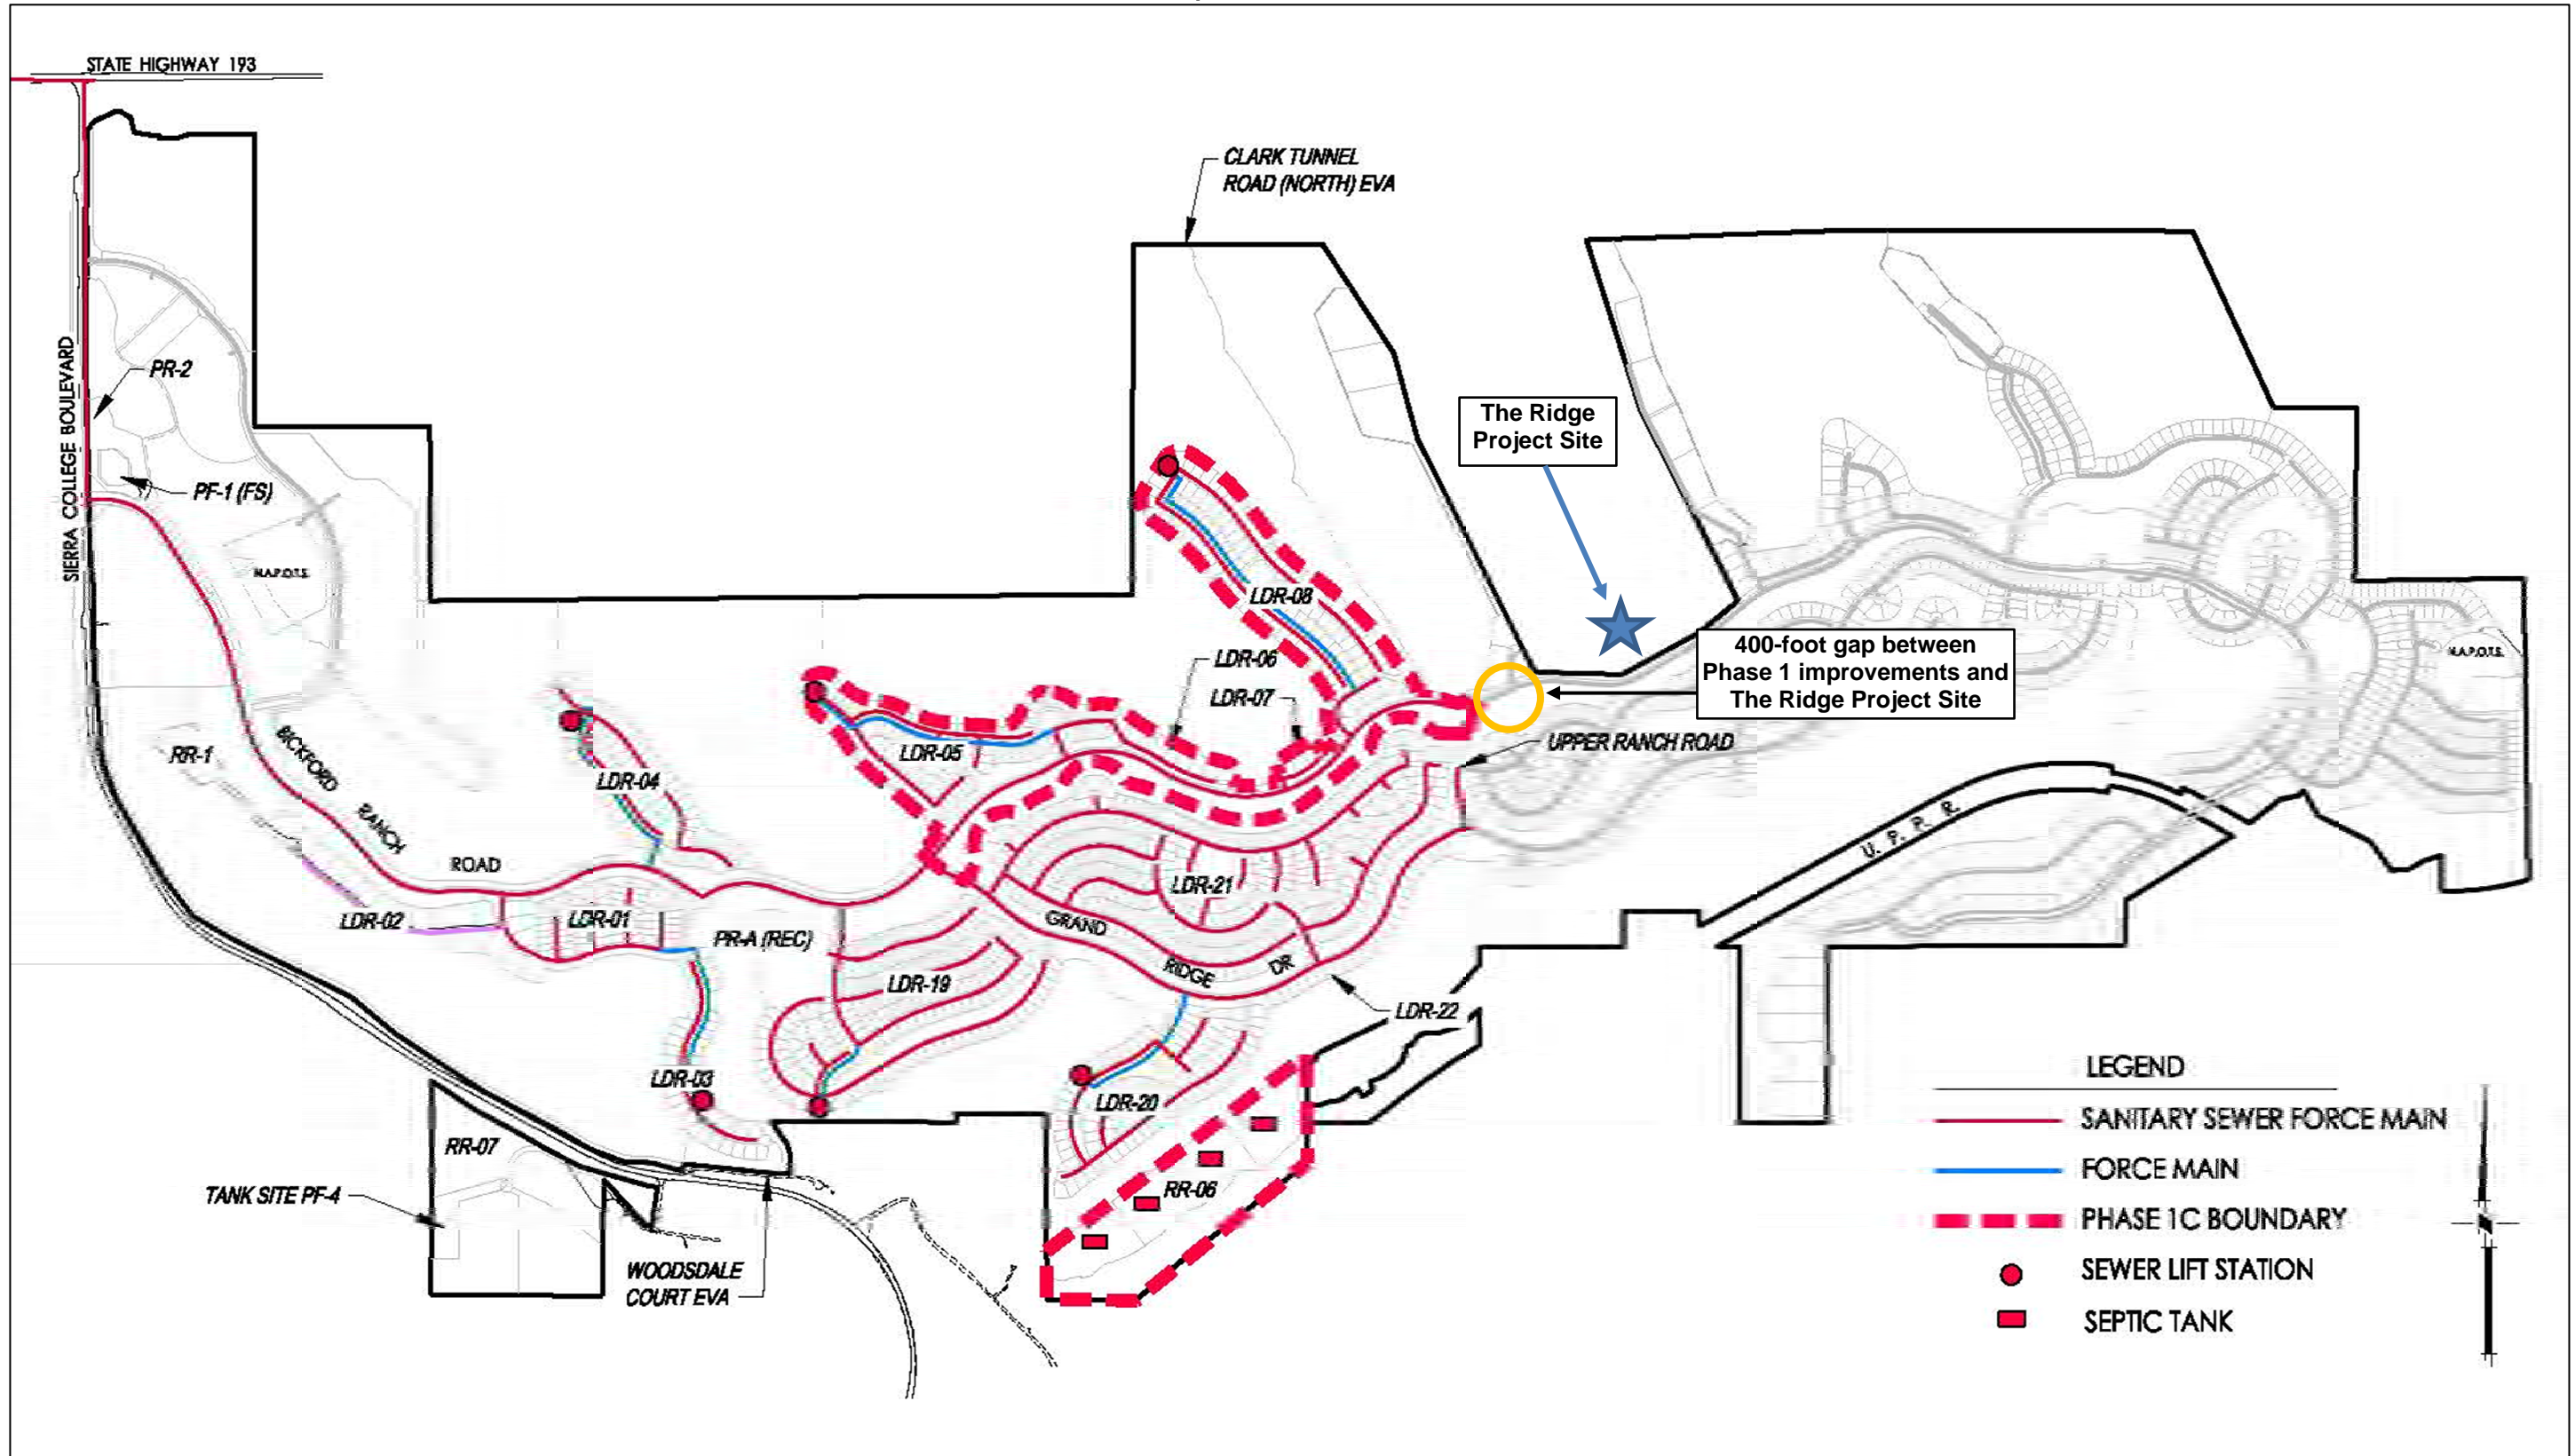 STATE HIGHWAY 193
CLARK TUNNEL
ROAD (NORTH) EVA
SIERRA COLLEGE BOULEVARD
PR-2
PF-1 (FS)
N.A.P.O.T.S.
The Ridge
Project Site
LDR-08
400-foot gap between
Phase 1 improvements and
The Ridge Project Site
LDR-06
LDR-07
N.A.P.O.T.S.
UPPER RANCH ROAD
RR-1
BICKFORD
RANCH
ROAD
LDR-04
LDR-05
U. P. P. R.
LDR-02
LDR-01
PR-A (REC)
LDR-21
GRAND
RIDGE
DR
LDR-19
LDR-22
LDR-03
LDR-20
RR-07
RR-06
TANK SITE PF-4
WOODSDALE
COURT EVA
LEGEND
SANITARY SEWER FORCE MAIN
FORCE MAIN
PHASE 1C BOUNDARY
SEWER LIFT STATION
SEPTIC TANK